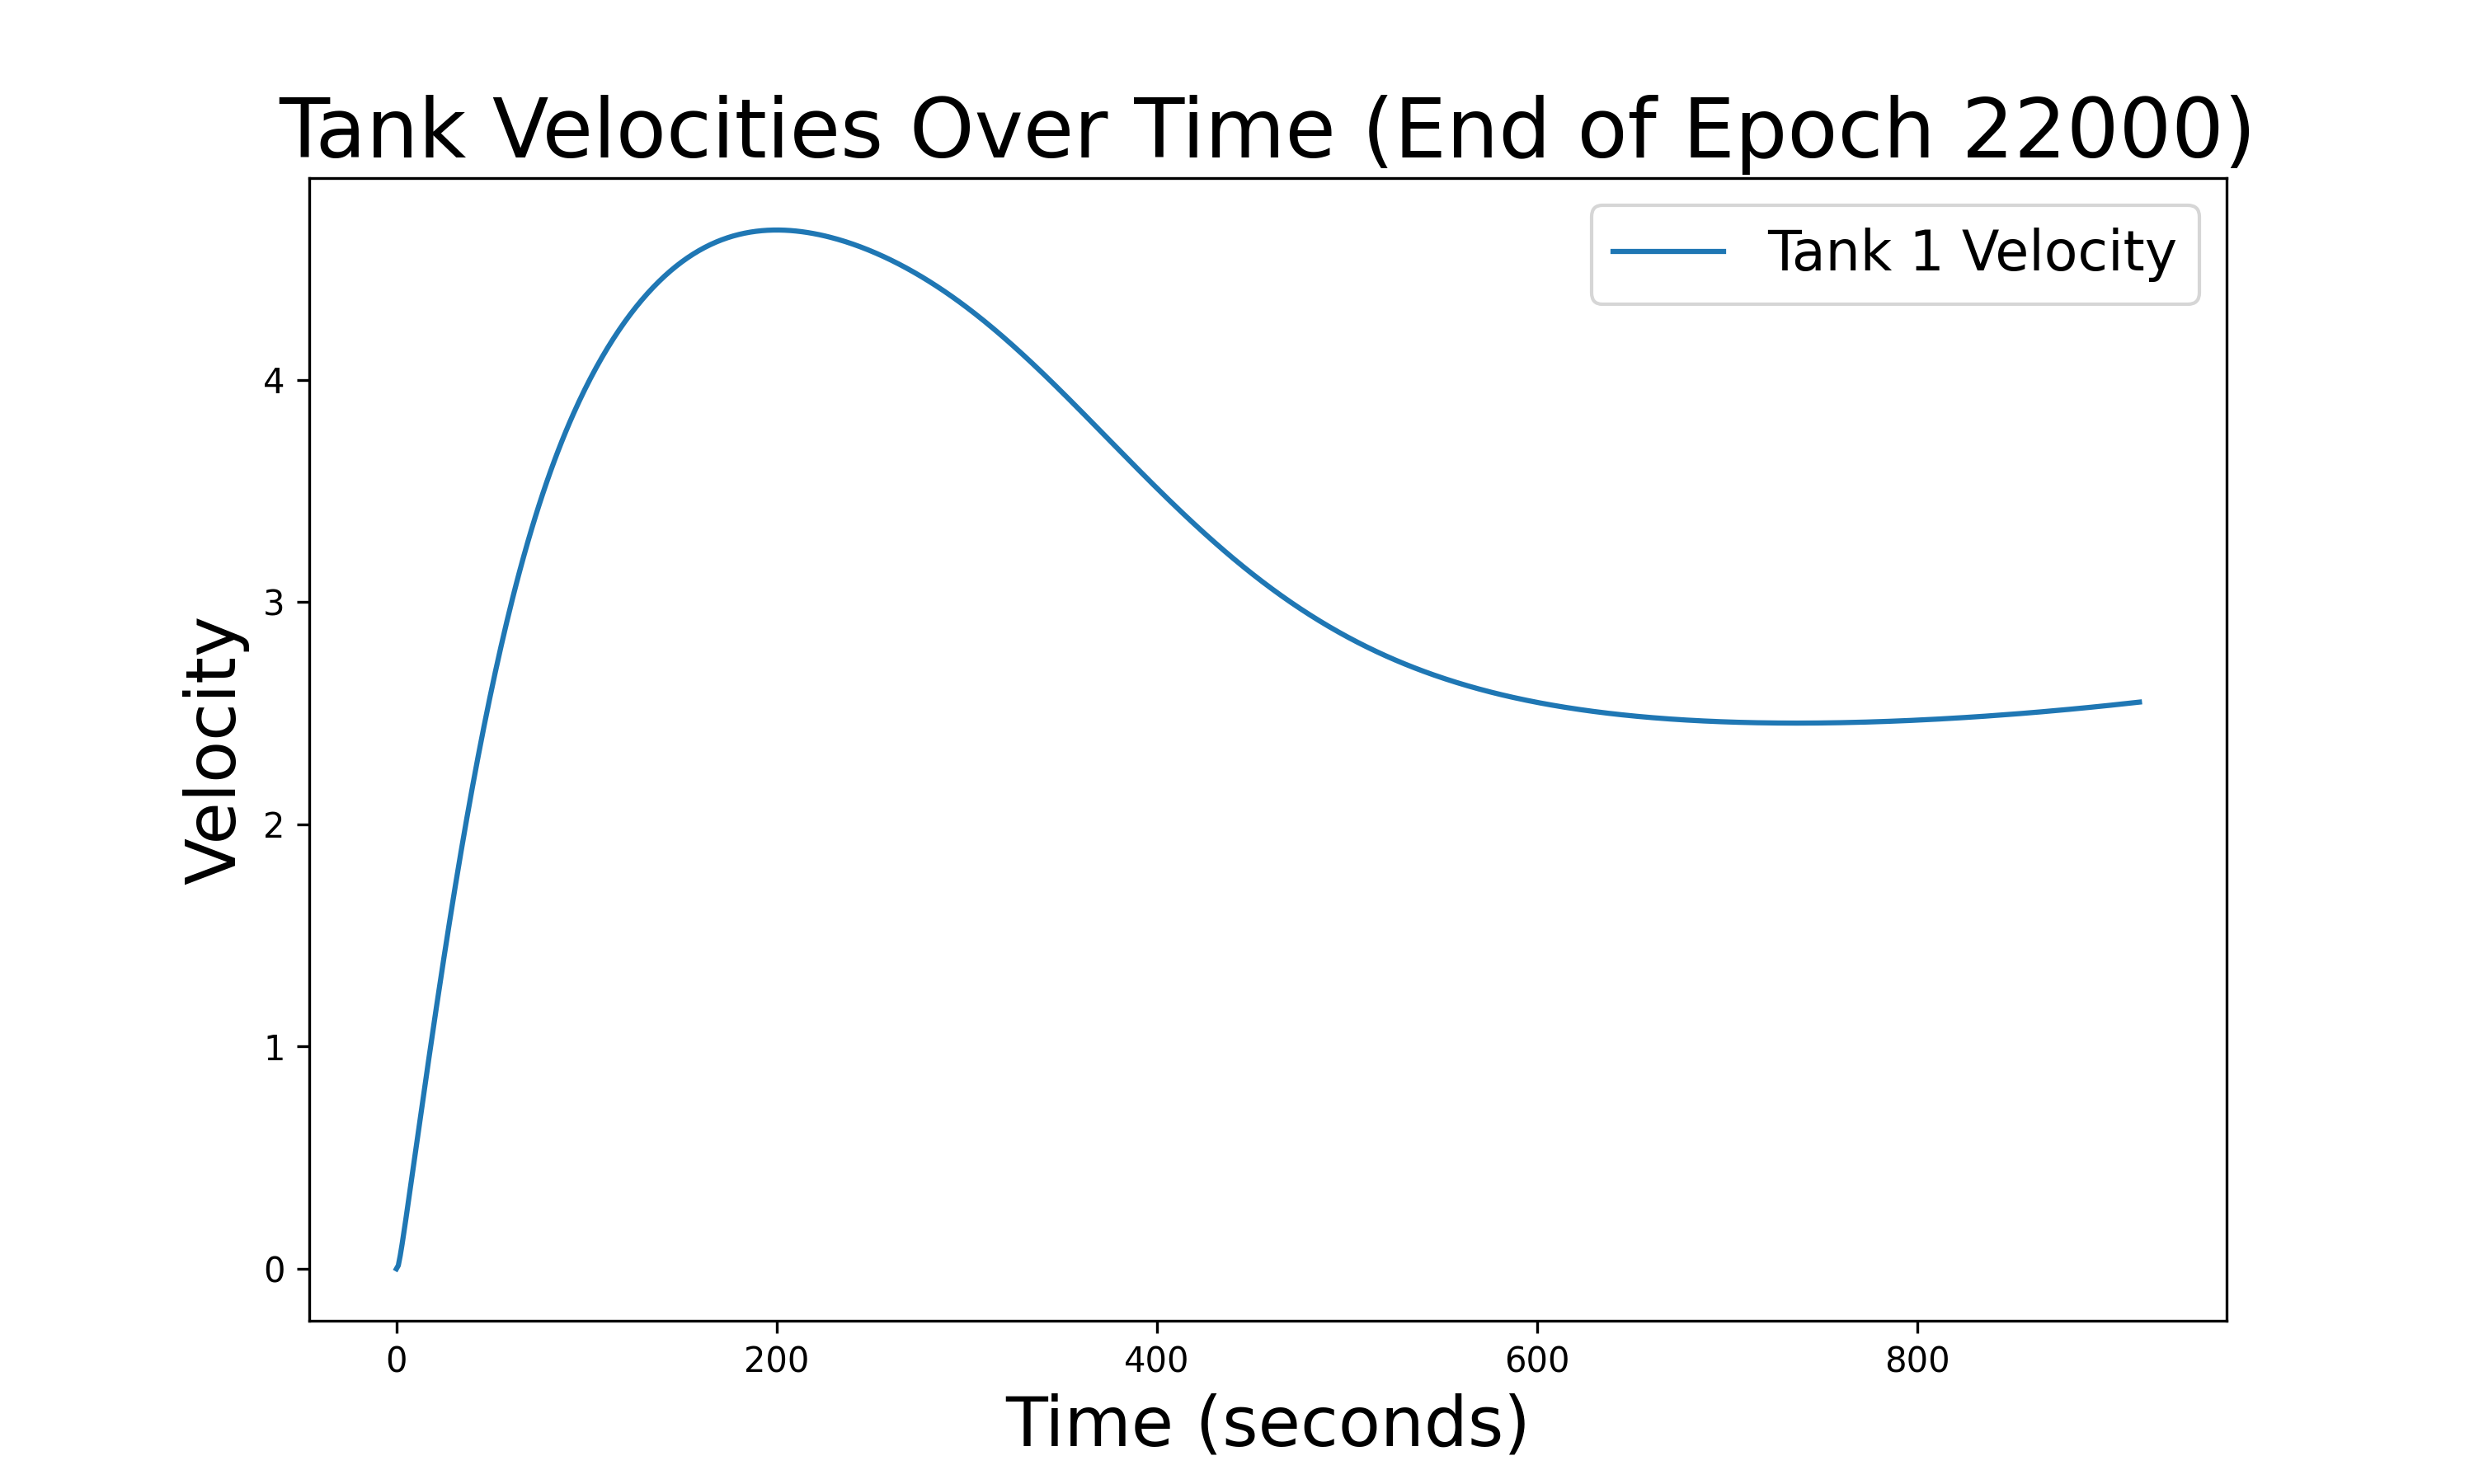 Tank Velocities Over Time (End of Epoch 22000)
Tank 1 Velocity
Velocity
4
3
2
1
0
0 200 400 600 800
Time (seconds)